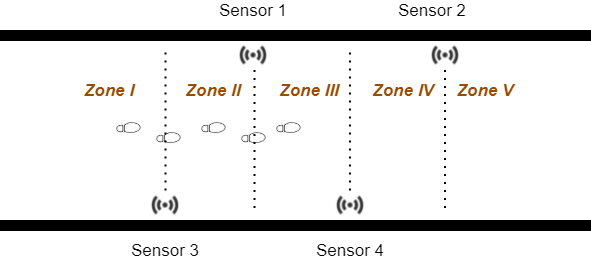 Sensor 1 Sensor 2
Zone I Zone II Zone III Zone IV Zone V
Sensor 3 Sensor 4